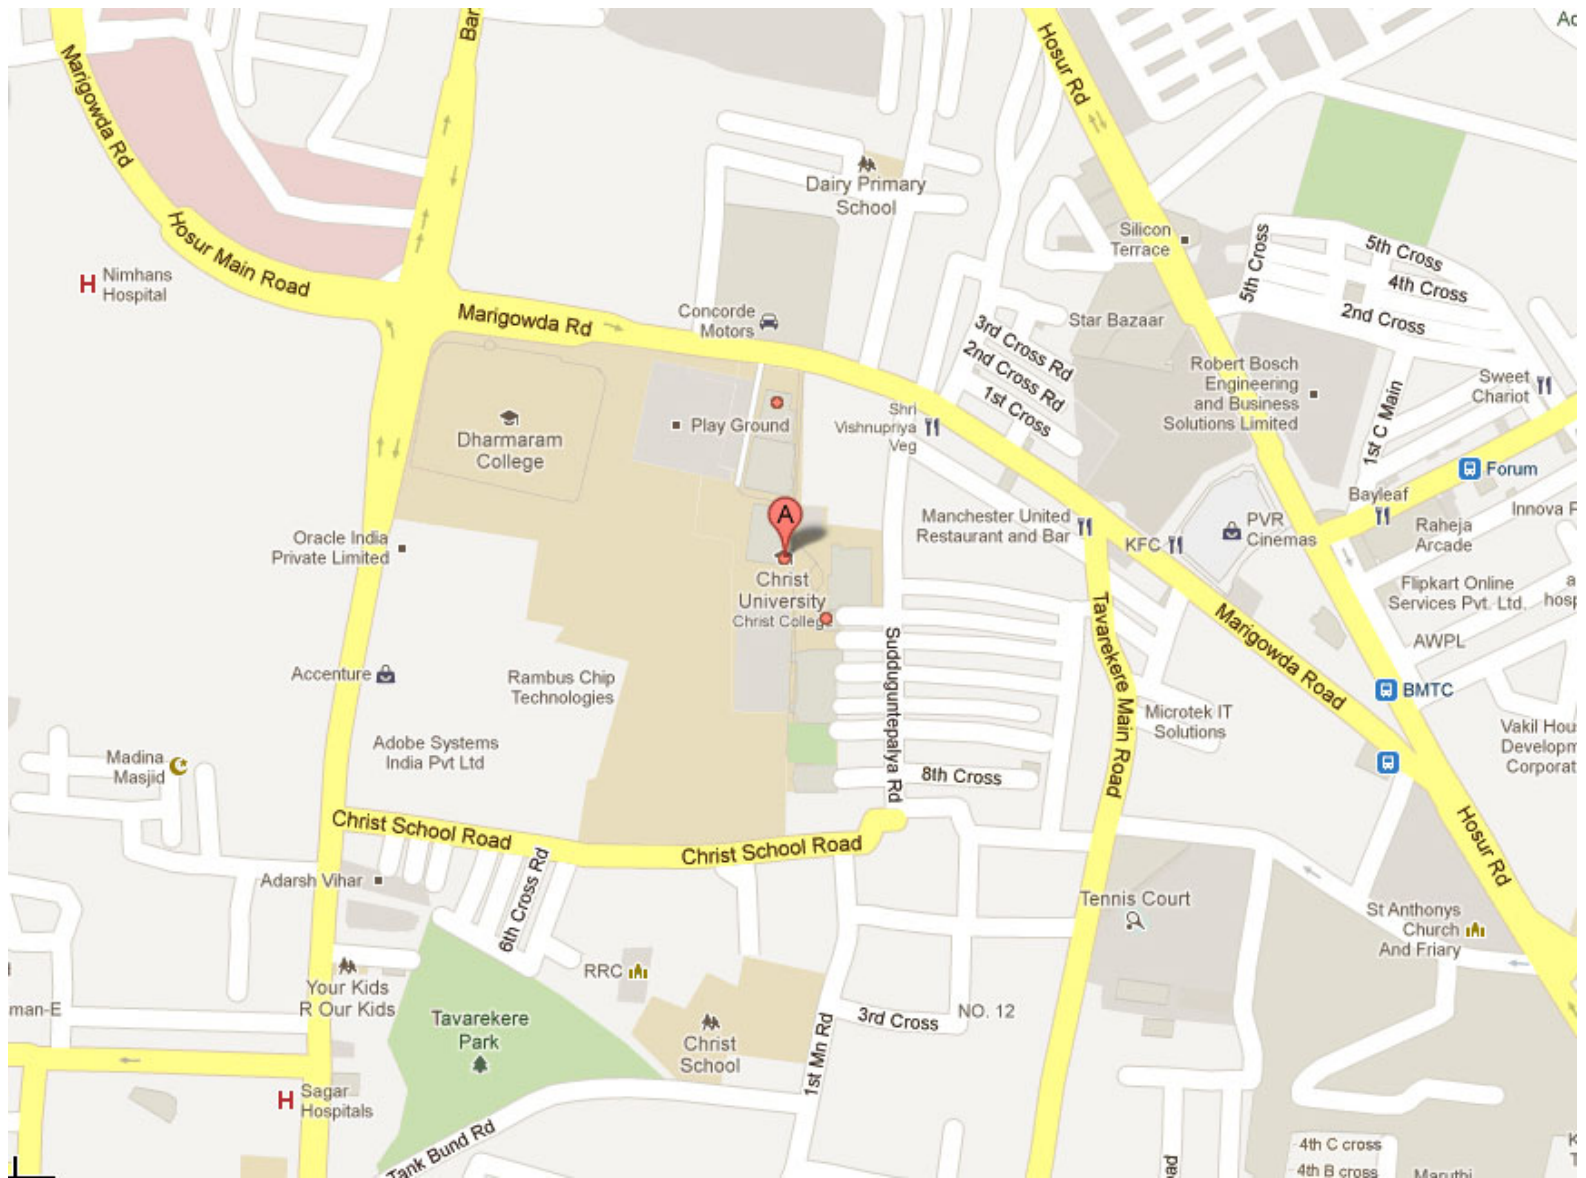 Marigowda Rd
Hosur Main Road
Nimhans
Hospital
Hosur Rd
Dairy Primary
School
Silicon
Terrace
5th Cross
5th Cross
4th Cross
2nd Cross
Marigowda Rd
Concorde
Motors
Star Bazaar
3rd Cross Rd
2nd Cross Rd
1st Cross
Robert Bosch
Engineering
and Business
Solutions Limited
1st C Main
Sweet
Chariot
Dharmaram
College
Play Ground
Shri
Vishnupriya
Veg
Forum
Bayleaf
Raheja
Arcade
Innova
A
Manchester United
Restaurant and Bar
KFC
PVR
Cinemas
Oracle India
Private Limited
Christ
University
Christ College
Flipkart Online
Services Pvt. Ltd.
AWPL
Tavarekere Main Road
Marigowda Road
Suddguntepalya Rd
Accenture
Rambus Chip
Technologies
BMTC
Microtek IT
Solutions
Vakil
Madina
Masjid
Adobe Systems
India Pvt Ltd
8th Cross
Christ School Road
Christ School Road
Hosur Rd
Adarsh Vihar
6th Cross Rd
Tennis Court
St Anthonys
Church
And Friary
RRC
Your Kids
R Our Kids
man-E
Tavarekere
Park
Christ
School
3rd Cross
NO. 12
1st Mn Rd
Sagar
Hospitals
Tank Bund Rd
4th C cross
4th B cross